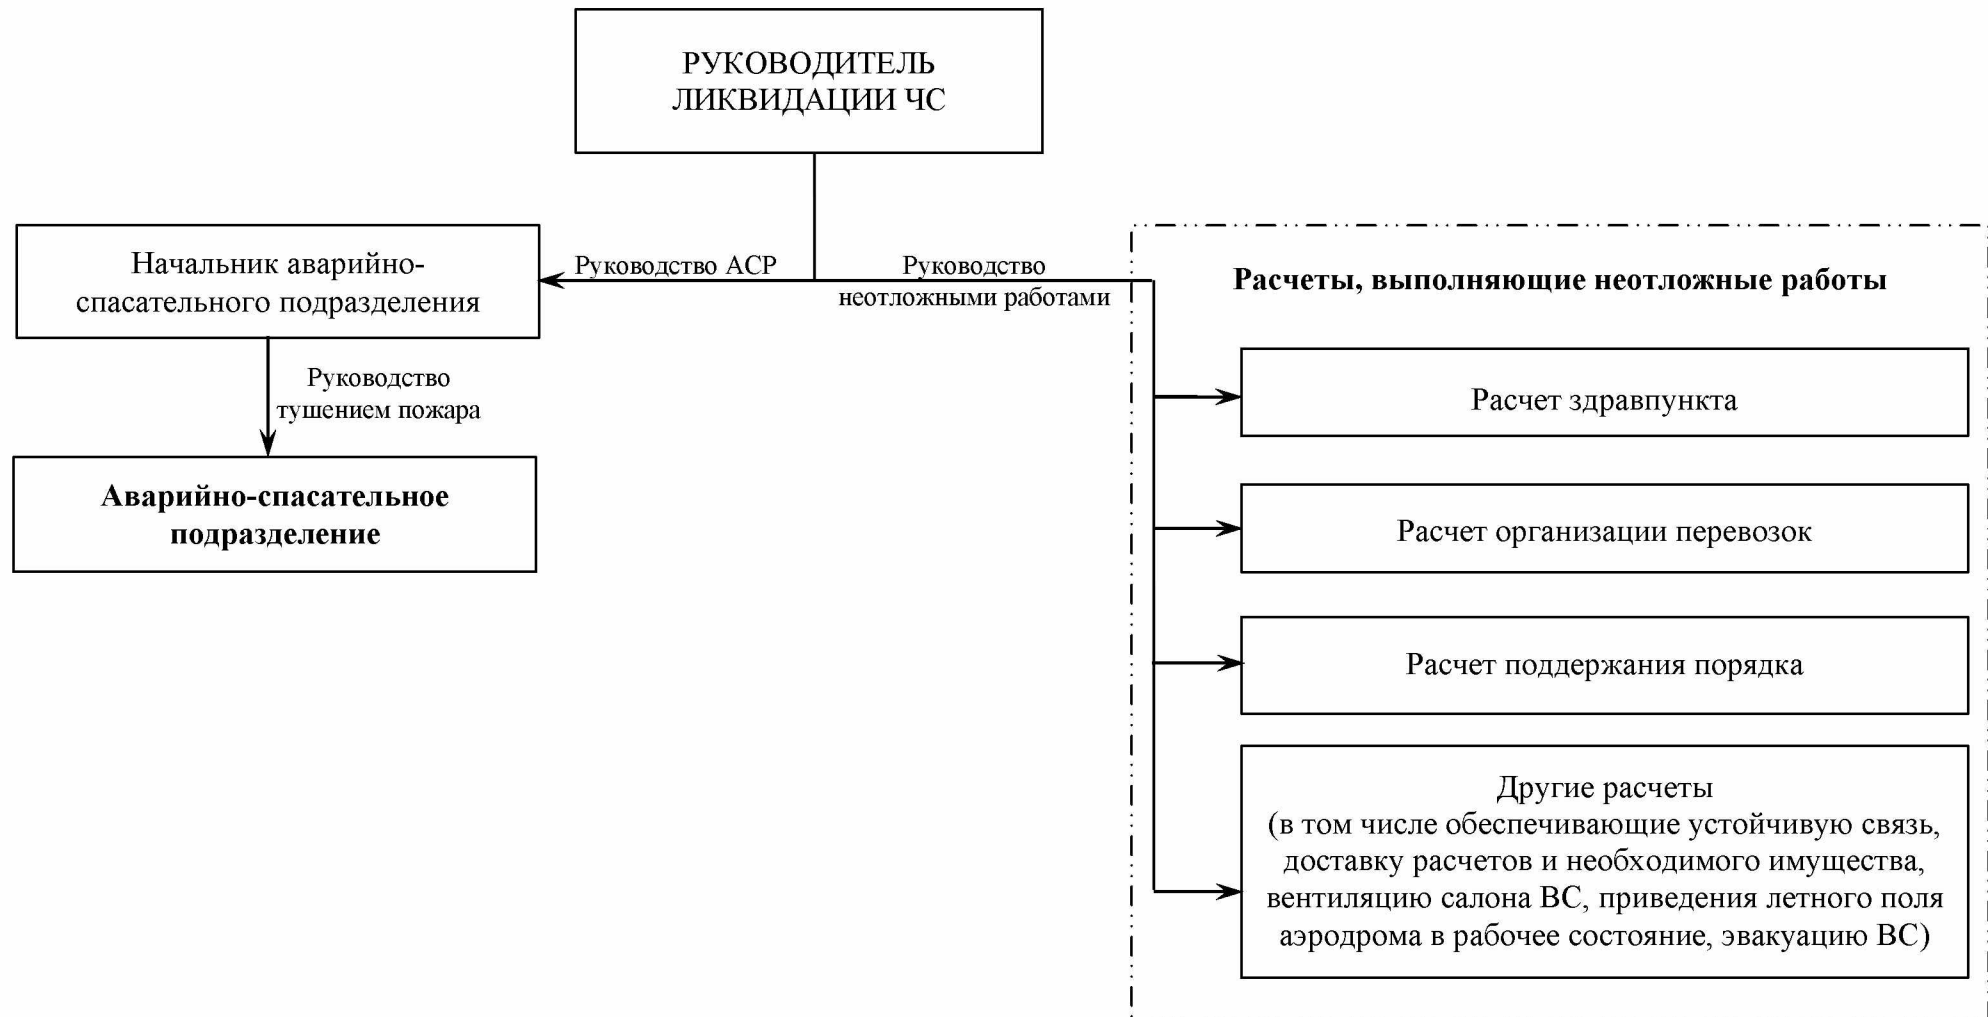 РУКОВОДИТЕЛЬ
ЛИКВИДАЦИИ ЧС
Начальник аварийно-
спасательного подразделения
Руководство АСР
Руководство
неотложными работами
Руководство
тушением пожара
Аварийно-спасательное
подразделение
Расчеты, выполняющие неотложные работы
Расчет здравпункта
Расчет организации перевозок
Расчет поддержания порядка
Другие расчеты
(в том числе обеспечивающие устойчивую связь,
доставку расчетов и необходимого имущества,
вентиляцию салона ВС, приведения летного поля
аэродрома в рабочее состояние, эвакуацию ВС)